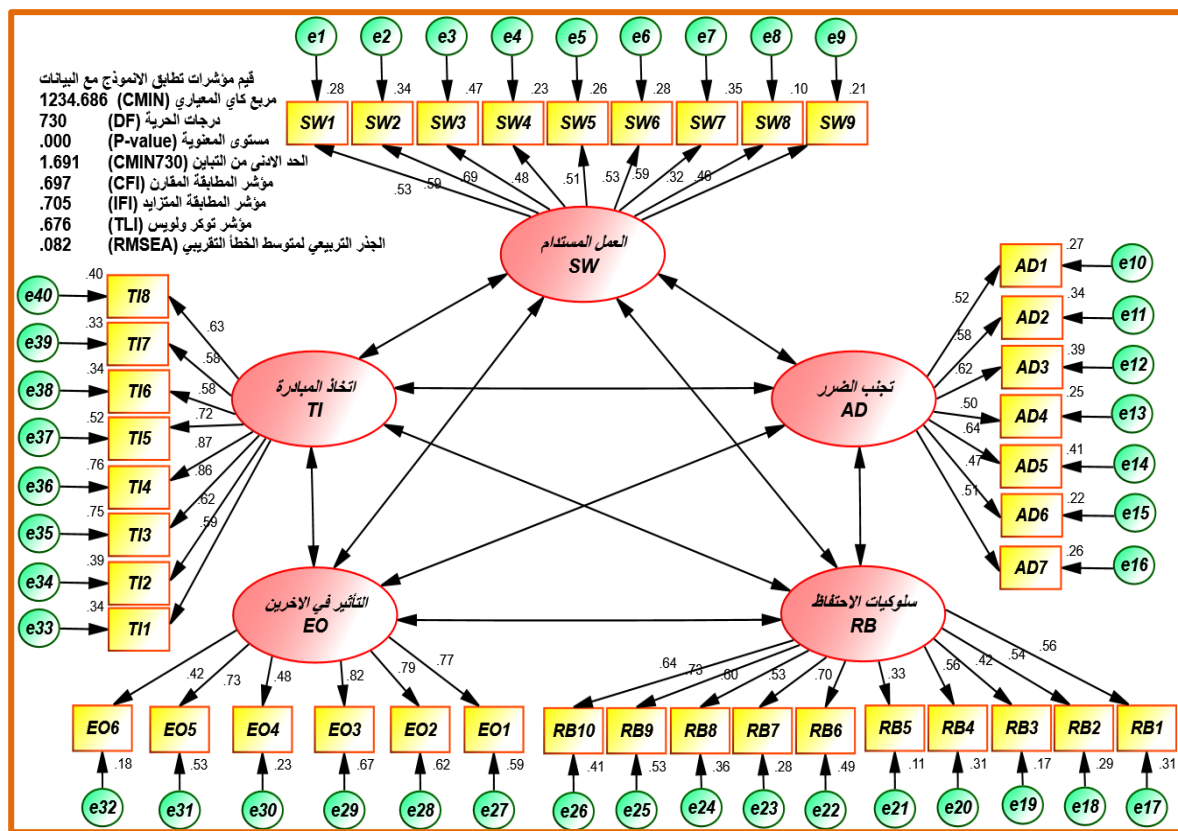 e1 e2 e3 e4 e5 e6 e7 e8 e9
قيم مؤشرات تطابق الانموذج مع البيانات
مربع كاي المعياري (CMIN) 1234.686
درجات الحرية (DF) 730
مستوى المعنوية (P-value) .000
الحد الادنى من التباين (CMIN730) 1.691
مؤشر المطابقة المقارن (CFI) .697
مؤشر المطابقة المتزايد (IFI) .705
مؤشر توكر ولويس (TLI) .676
الجذر التربيعي لمتوسط الخطأ التقريبي (RMSEA) .082
.28 .34 .47 .23 .26 .28 .35 .10 .21
SW1 SW2 SW3 SW4 SW5 SW6 SW7 SW8 SW9
.53 .59 .69 .48 .51 .53 .59 .32 .46
العمل المستدام
SW
e40 .40 TI8 .63
e39 .33 TI7 .58
e38 .34 TI6 .58
e37 .52 TI5 .72
e36 .76 TI4 .87
e35 .75 TI3 .86
e34 .39 TI2 .62
e33 .34 TI1 .59
اتخاذ المبادرة
TI
تجنب الضرر
AD
.52 AD1 .27 e10
.58 AD2 .34 e11
.62 AD3 .39 e12
.50 AD4 .25 e13
.64 AD5 .41 e14
.47 AD6 .22 e15
.51 AD7 .26 e16
التأثير في الاخرين
EO
سلوكيات الاحتفاظ
RB
.42 .73 .48 .82 .79 .77
EO6 EO5 EO4 EO3 EO2 EO1
.18 .53 .23 .67 .62 .59
e32 e31 e30 e29 e28 e27
.64 .73 .60 .53 .70 .33 .56 .42 .54 .56
RB10 RB9 RB8 RB7 RB6 RB5 RB4 RB3 RB2 RB1
.41 .53 .36 .28 .49 .11 .31 .17 .29 .31
e26 e25 e24 e23 e22 e21 e20 e19 e18 e17